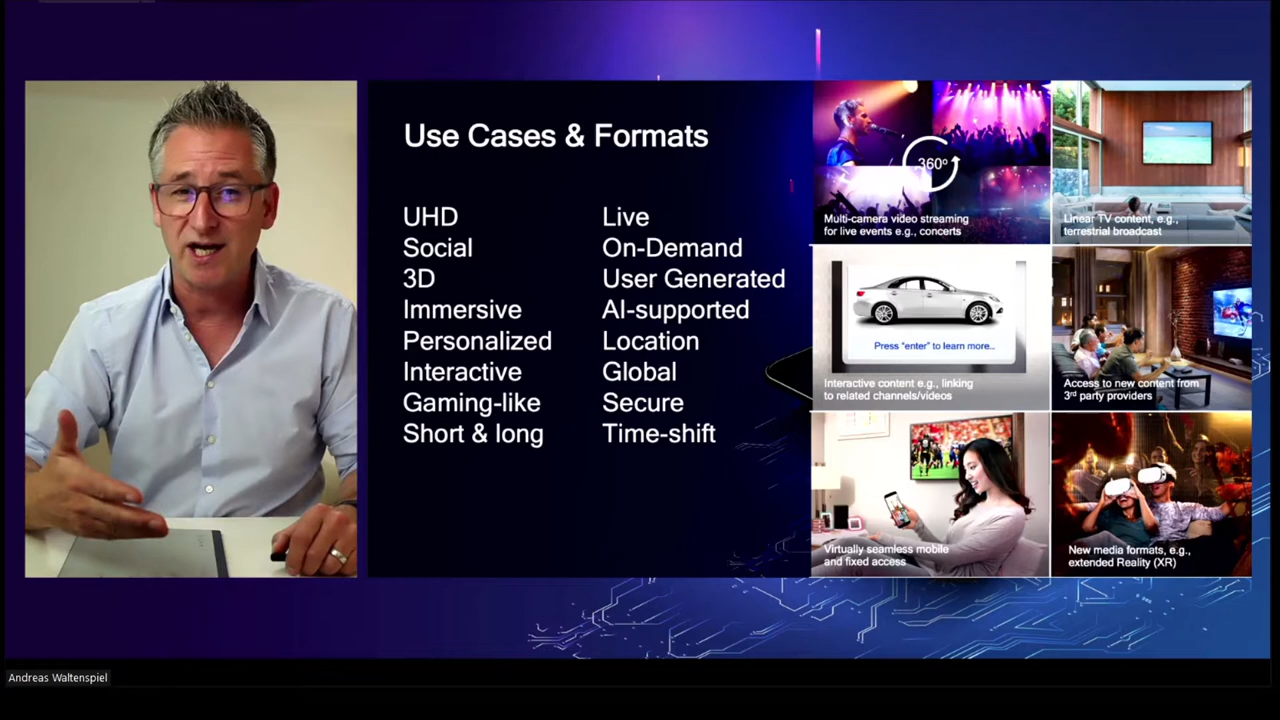 Use Cases & Formats
UHD
Social
3D
Immersive
Personalized
Interactive
Gaming-like
Short & long
Live
On-Demand
User Generated
AI-supported
Location
Global
Secure
Time-shift
360º
Multi-camera video streaming
for live events e.g., concerts
Linear TV content, e.g.,
terrestrial broadcast
Press “enter” to learn more...
Interactive content e.g., linking
to related channels/videos
Access to new content from
3rd party providers
Virtually seamless mobile
and fixed access
New media formats, e.g.,
extended Reality (XR)
Andreas Waltenspiel